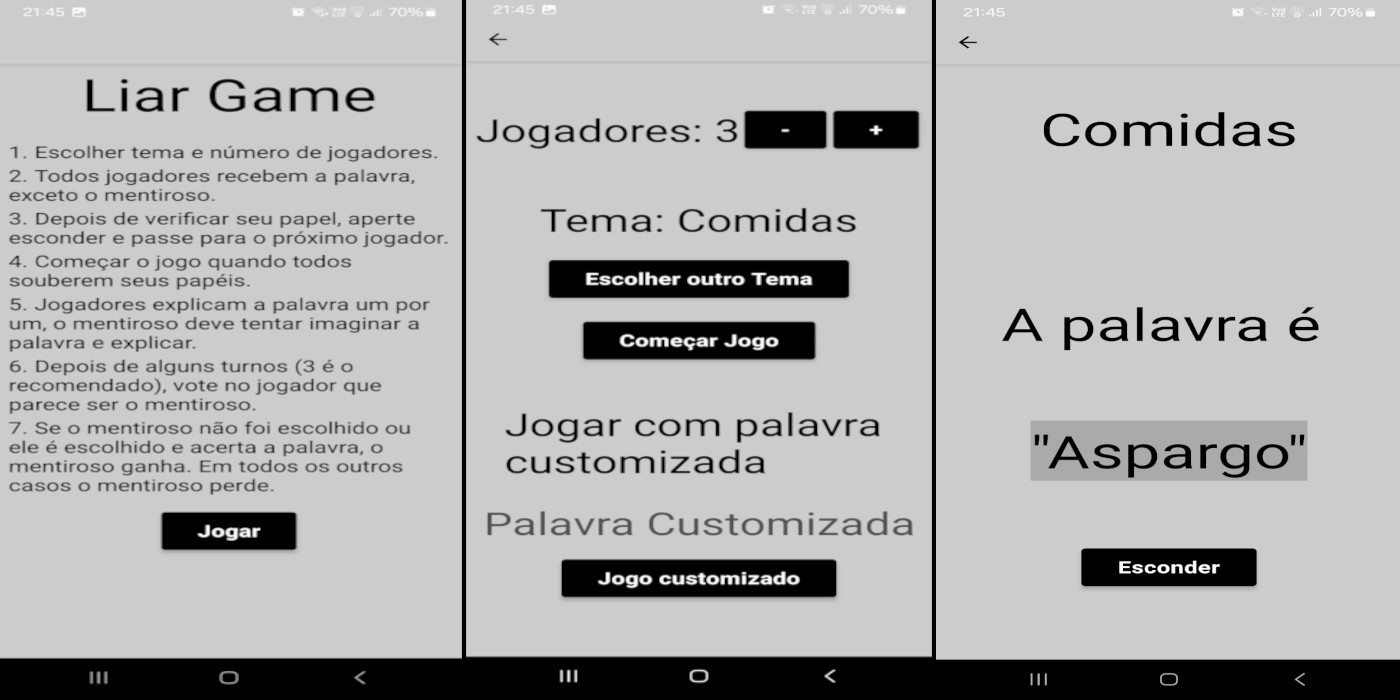 21:45
70%
Liar Game
1. Escolher tema e número de jogadores.
2. Todos jogadores recebem a palavra,
exceto o mentiroso.
3. Depois de verificar seu papel, aperte
esconder e passe para o próximo jogador.
4. Começar o jogo quando todos
souberem seus papéis.
5. Jogadores explicam a palavra um por
um, o mentiroso deve tentar imaginar a
palavra e explicar.
6. Depois de alguns turnos (3 é o
recomendado), vote no jogador que
parece ser o mentiroso.
7. Se o mentiroso não foi escolhido ou
ele é escolhido e acerta a palavra, o
mentiroso ganha. Em todos os outros
casos o mentiroso perde.
Jogar
21:45
70%
Jogadores: 3 - +
Tema: Comidas
Escolher outro Tema
Começar Jogo
Jogar com palavra
customizada
Palavra Customizada
Jogo customizado
21:45
70%
Comidas
A palavra é
"Aspargo"
Esconder